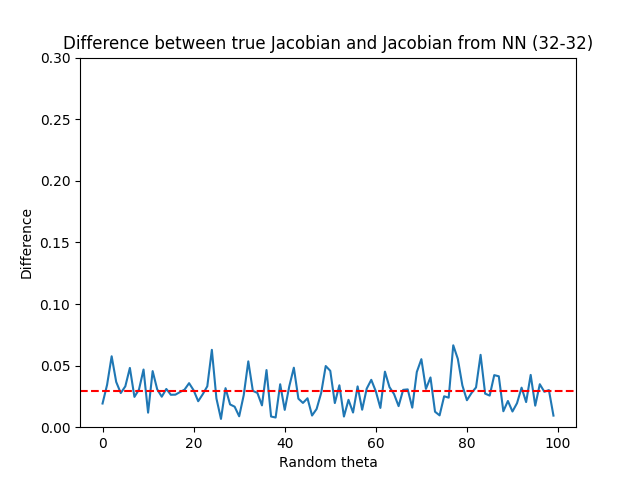 Difference between true Jacobian and Jacobian from NN (32-32)
0.30
0.25
0.20
0.15
0.10
0.05
0.00
Difference
0 20 40 60 80 100
Random theta